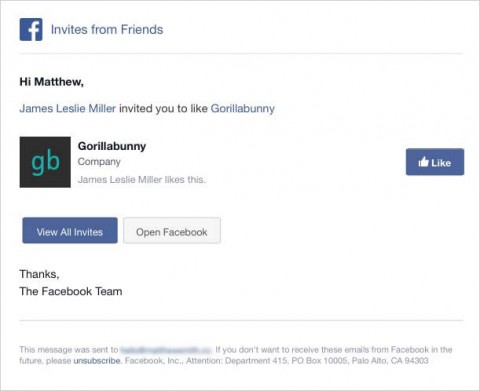 f Invites from Friends
Hi Matthew,
James Leslie Miller invited you to like Gorillabunny
gb
Gorillabunny
Company
James Leslie Miller likes this.
Like
View All Invites
Open Facebook
Thanks,
The Facebook Team
This message was sent to . If you don't want to receive these emails from Facebook in the
future, please unsubscribe. Facebook, Inc., Attention: Department 415, PO Box 10005, Palo Alto, CA 94303